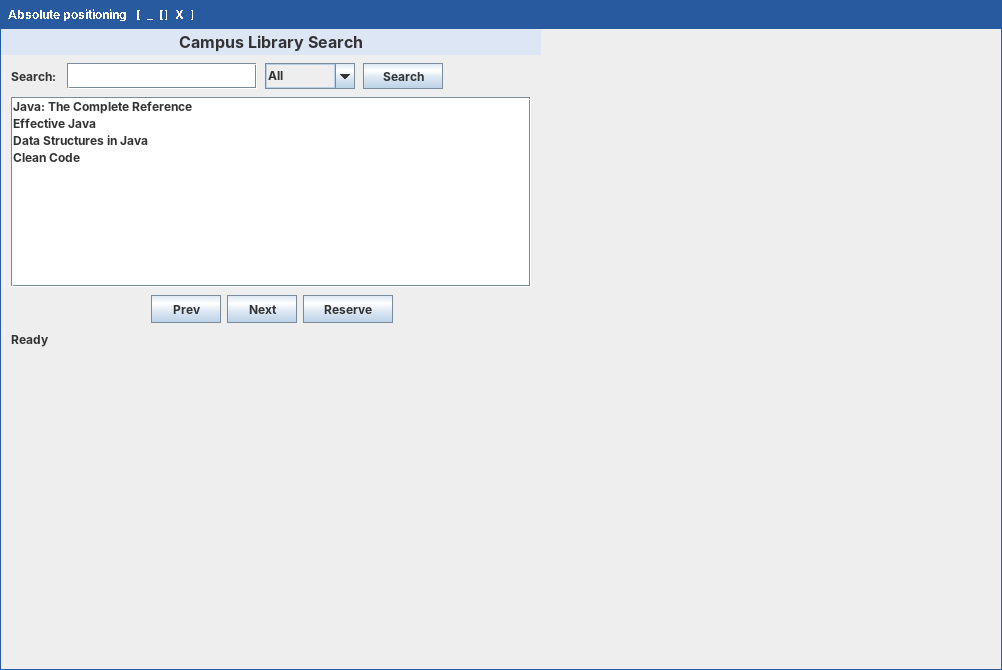 Absolute positioning [ _ [] X ]
Campus Library Search
Search: All Search
Java: The Complete Reference
Effective Java
Data Structures in Java
Clean Code
Prev Next Reserve
Ready